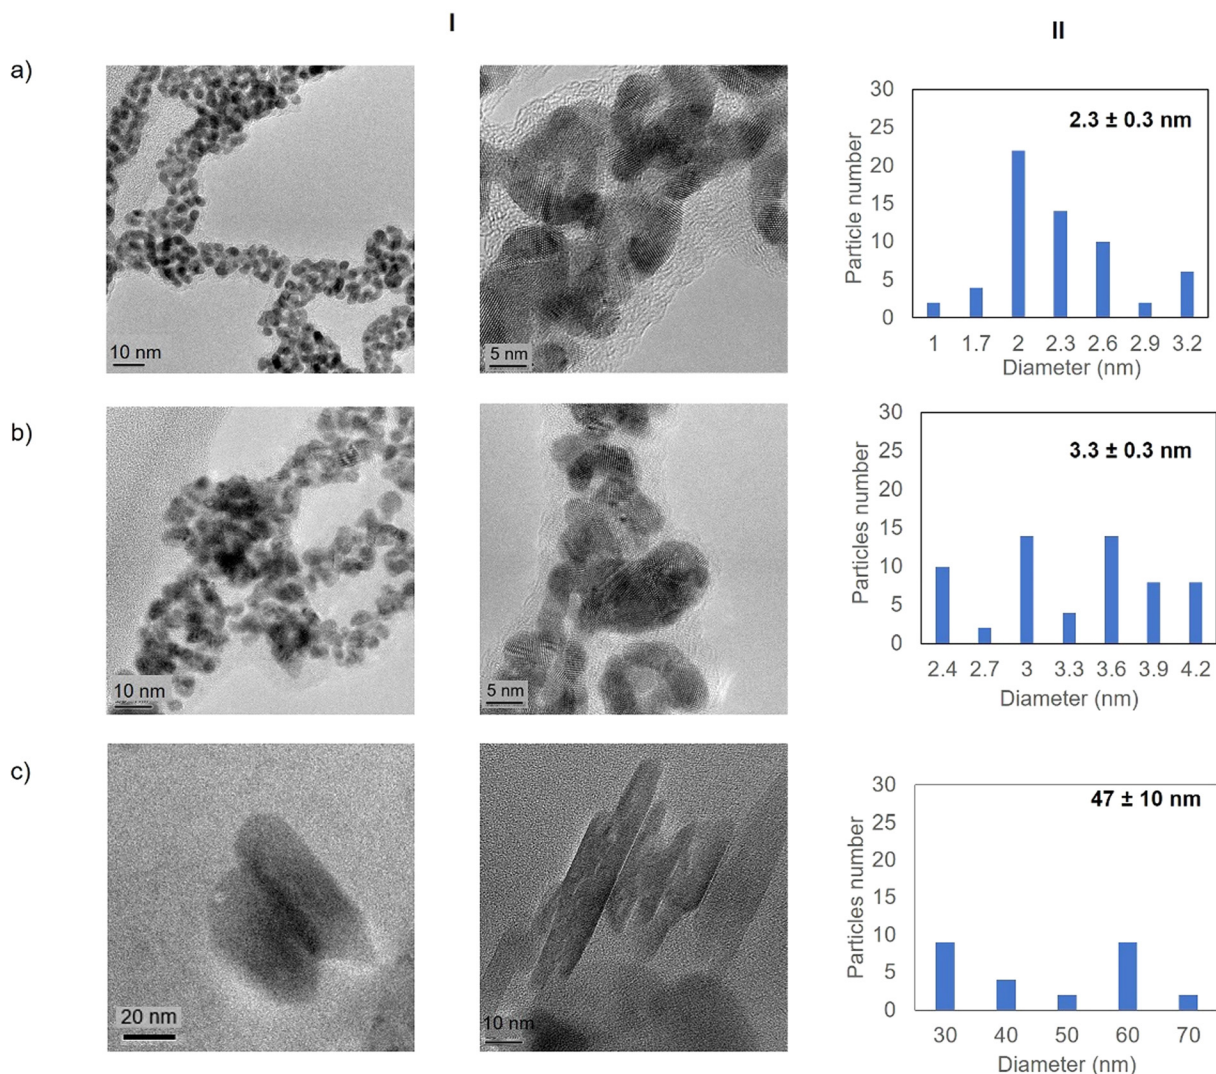 I
II
a)
10 nm
5 nm
2.3 ± 0.3 nm
Particle number
30
25
20
15
10
5
0
1 1.7 2 2.3 2.6 2.9 3.2
Diameter (nm)
b)
10 nm
5 nm
3.3 ± 0.3 nm
Particles number
30
25
20
15
10
5
0
2.4 2.7 3 3.3 3.6 3.9 4.2
Diameter (nm)
c)
20 nm
10 nm
47 ± 10 nm
Particles number
30
25
20
15
10
5
0
30 40 50 60 70
Diameter (nm)